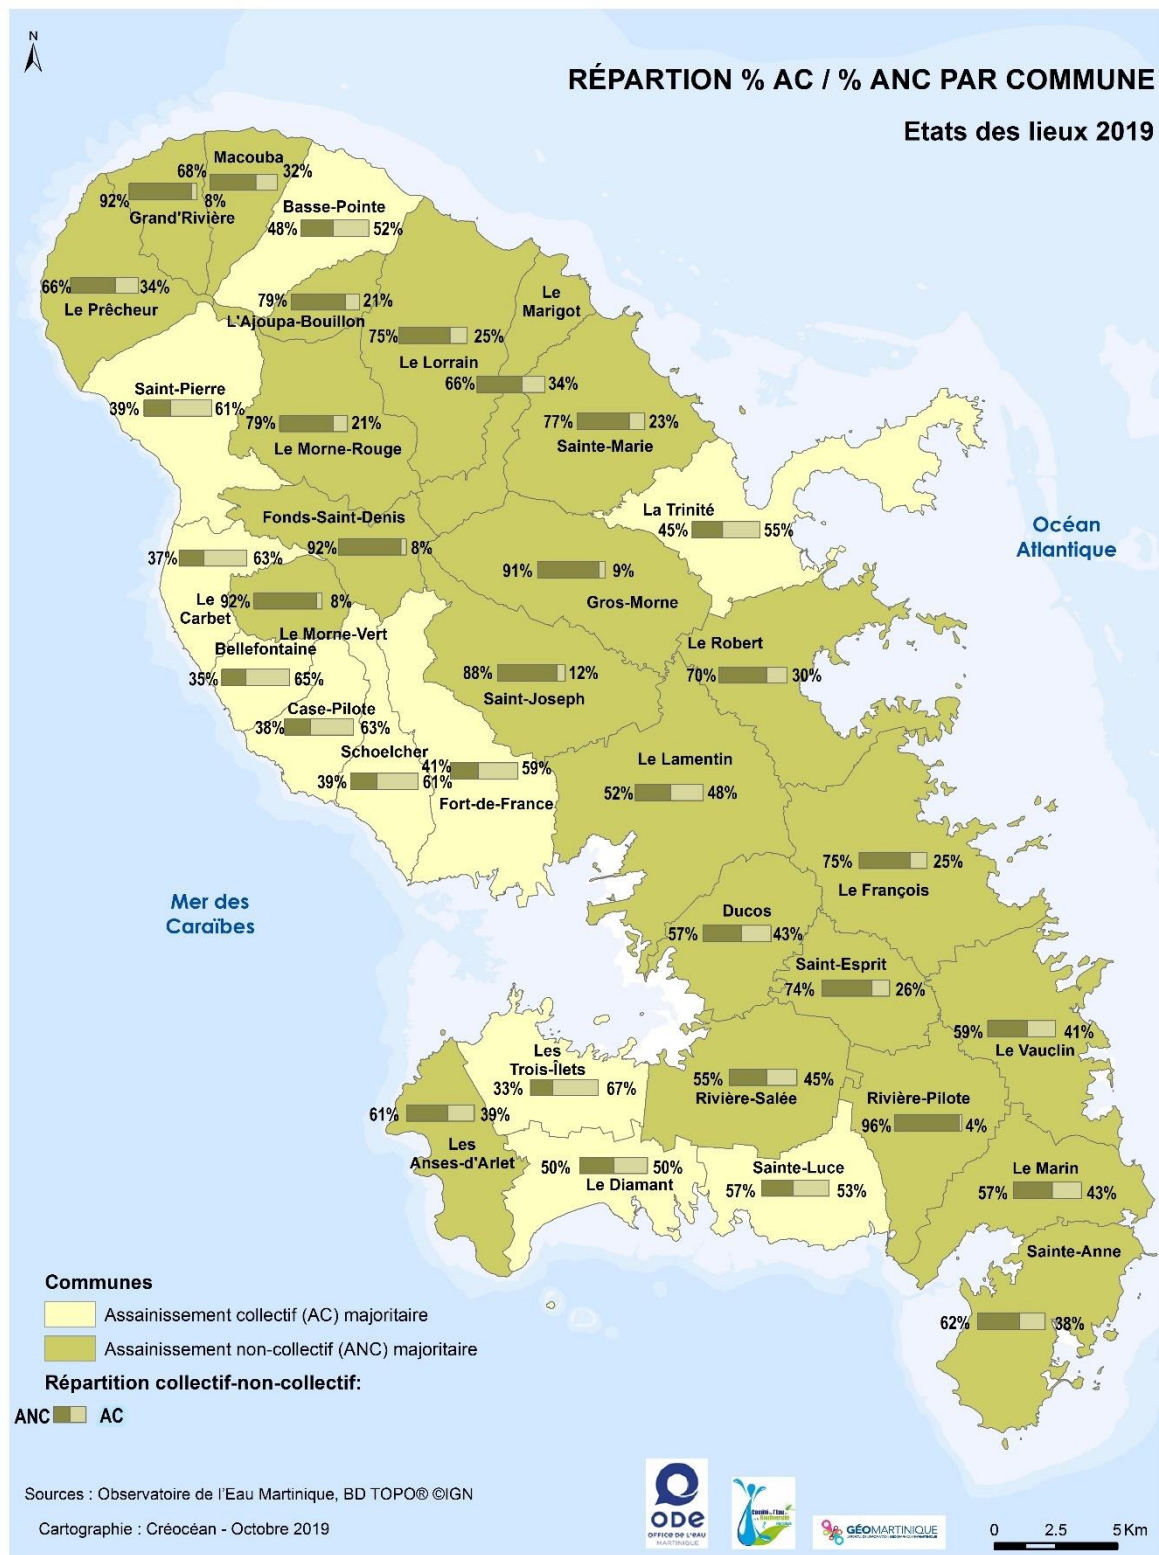 N
RÉPARTION % AC / % ANC PAR COMMUNE
Etats des lieux 2019
Macouba
68% 32%
92% 8%
Grand'Rivière
Basse-Pointe
48% 52%
66% 34%
Le Prêcheur
79% 21%
L'Ajoupa-Bouillon
Le
Marigot
75% 25%
Le Lorrain
66% 34%
Saint-Pierre
39% 61%
79% 21%
Le Morne-Rouge
77% 23%
Sainte-Marie
La Trinité
45% 55%
Océan
Atlantique
Fonds-Saint-Denis
92% 8%
37% 63%
Le
Carbet
91% 9%
Gros-Morne
92% 8%
Le Morne-Vert
Bellefontaine
35% 65%
Le Robert
70% 30%
88% 12%
Saint-Joseph
Case-Pilote
38% 63%
Schoelcher
39% 61%
41% 59%
Fort-de-France
Le Lamentin
52% 48%
75% 25%
Le François
Mer des
Caraïbes
Ducos
57% 43%
Saint-Esprit
74% 26%
59% 41%
Le Vauclin
Les
Trois-Îlets
33% 67%
55% 45%
Rivière-Salée
Rivière-Pilote
96% 4%
61% 39%
Les
Anses-d'Arlet
50% 50%
Le Diamant
Sainte-Luce
57% 53%
Le Marin
57% 43%
Sainte-Anne
62% 38%
Communes
Assainissement collectif (AC) majoritaire
Assainissement non-collectif (ANC) majoritaire
Répartition collectif-non-collectif:
ANC AC
Sources : Observatoire de l'Eau Martinique, BD TOPO® ©IGN
Cartographie : Créocéan - Octobre 2019
ODE
OFFICE DE L'EAU
MARTINIQUE
Comité de l'Eau
Biodiversité
GÉOMARTINIQUE
0 2.5 5 Km